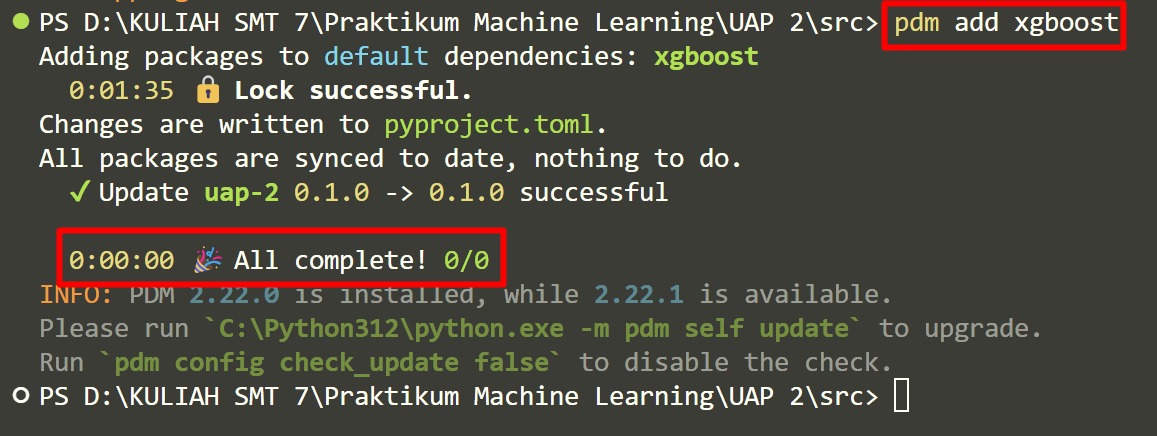 PS D:\KULIAH SMT 7\Praktikum Machine Learning\UAP 2\src> pdm add xgboost
Adding packages to default dependencies: xgboost
0:01:35 🔒 Lock successful.
Changes are written to pyproject.toml.
All packages are synced to date, nothing to do.
✓ Update uap-2 0.1.0 -> 0.1.0 successful
0:00:00 🎉 All complete! 0/0
INFO: PDM 2.22.0 is installed, while 2.22.1 is available.
Please run `C:\Python312\python.exe -m pdm self update` to upgrade.
Run `pdm config check_update false` to disable the check.
PS D:\KULIAH SMT 7\Praktikum Machine Learning\UAP 2\src>